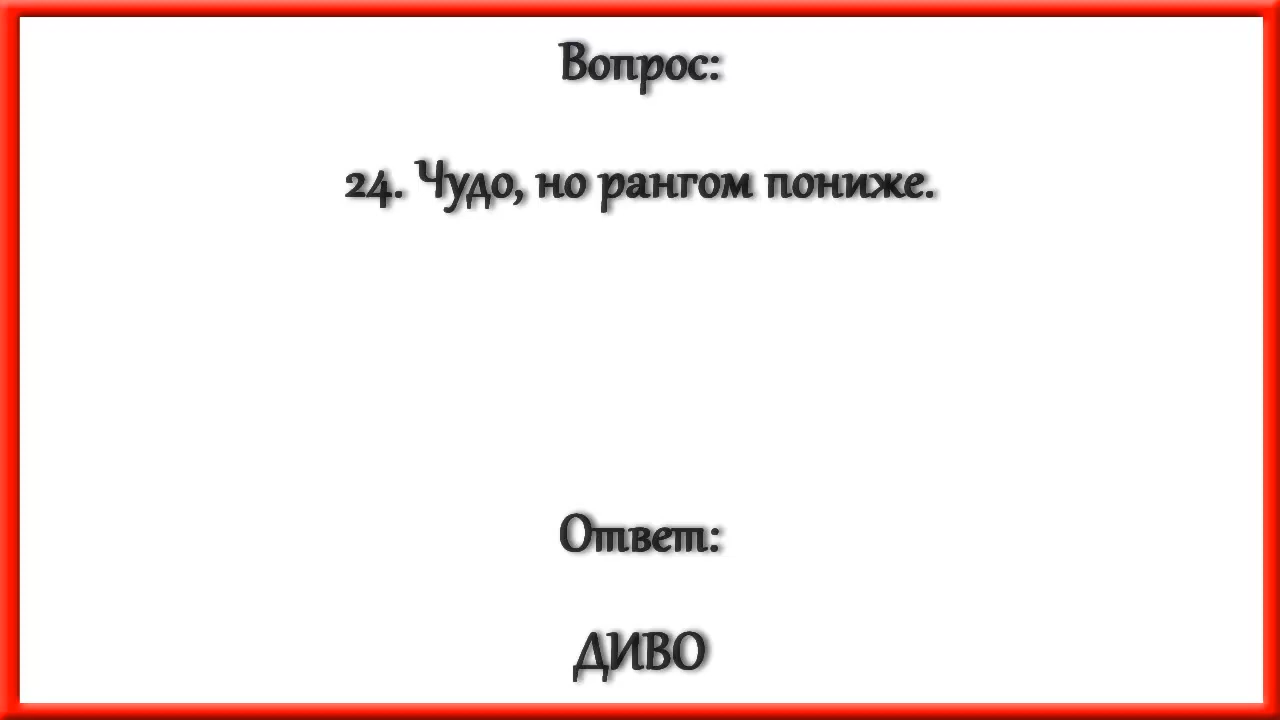 Вопрос:
24. Чудо, но рангом пониже.
Ответ:
ДИВО